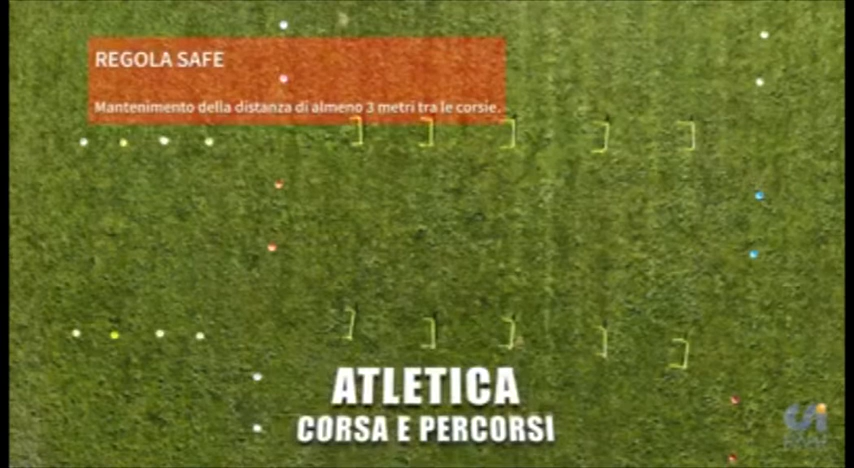 REGOLA SAFE
Mantenimento della distanza di almeno 3 metri tra le corsie.
ATLETICA
CORSA E PERCORSI